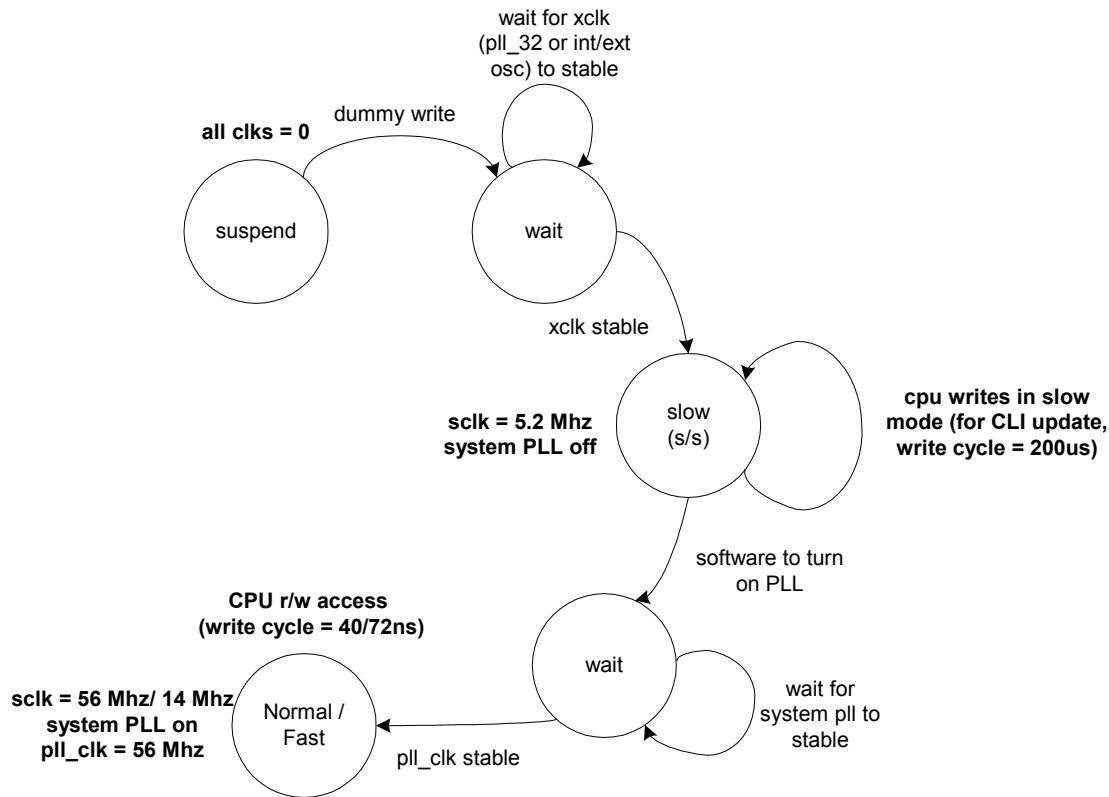 wait for xclk
(pll_32 or int/ext
osc) to stable
dummy write
all clks = 0
suspend
wait
xclk stable
slow
(s/s)
sclk = 5.2 Mhz
system PLL off
cpu writes in slow
mode (for CLI update,
write cycle = 200us)
software to turn
on PLL
CPU r/w access
(write cycle = 40/72ns)
wait
sclk = 56 Mhz/ 14 Mhz
system PLL on
pll_clk = 56 Mhz
Normal /
Fast
pll_clk stable
wait for
system pll to
stable